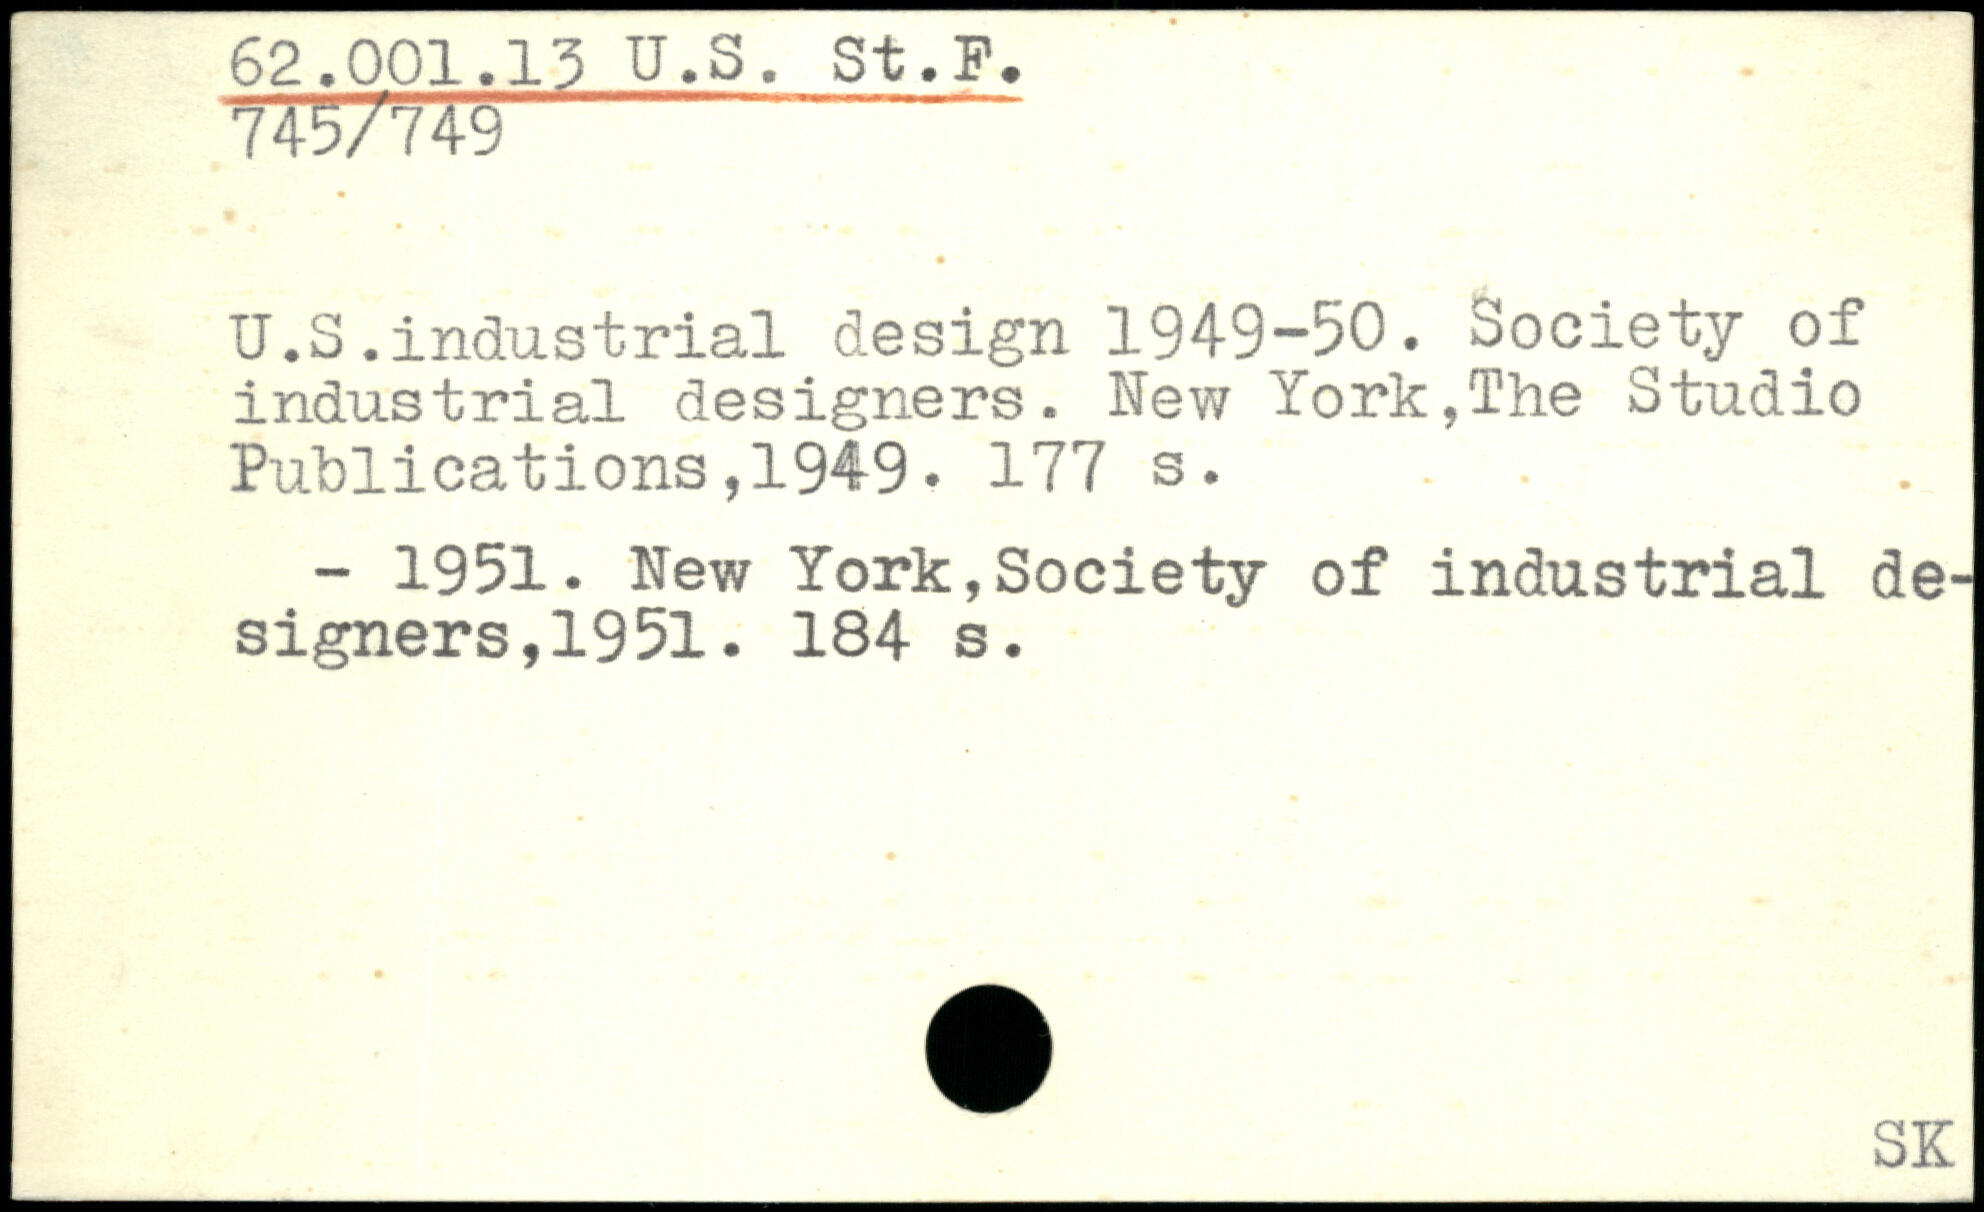 62.001.13 U.S. St.F.
745/749
U.S.industrial design 1949-50. Society of
industrial designers. New York,The Studio
Publications,1949. 177 s.
- 1951. New York,Society of industrial de-
signers,1951. 184 s.
SK